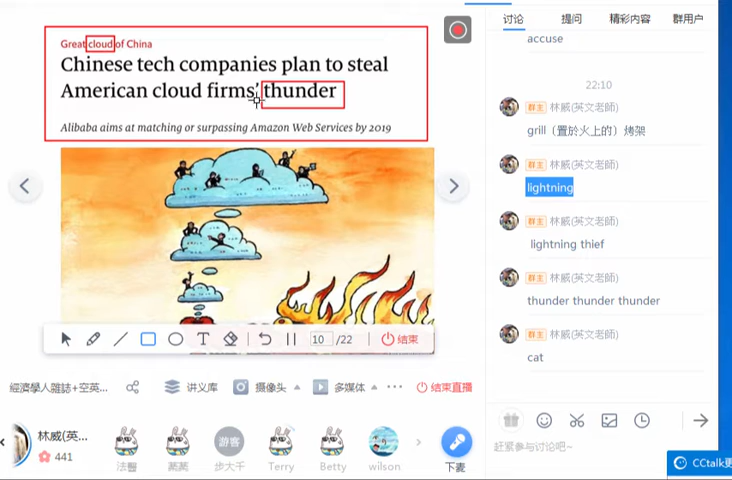 Great cloud of China
Chinese tech companies plan to steal
American cloud firms’ thunder
Alibaba aims at matching or surpassing Amazon Web Services by 2019
10 /22
结束
經濟學人雜誌+空英...
讲义库
摄像头
多媒体
结束直播
林威(英...
441
游客
步大千
Terry
Betty
wilson
下麦
讨论
提问
精彩内容
群用户
accuse
22:10
群主 林威(英文老師)
grill（置於火上的）烤架
群主 林威(英文老師)
lightning
群主 林威(英文老師)
lightning thief
群主 林威(英文老師)
thunder thunder thunder
群主 林威(英文老師)
cat
赶紧参与讨论吧~
CCtalk更